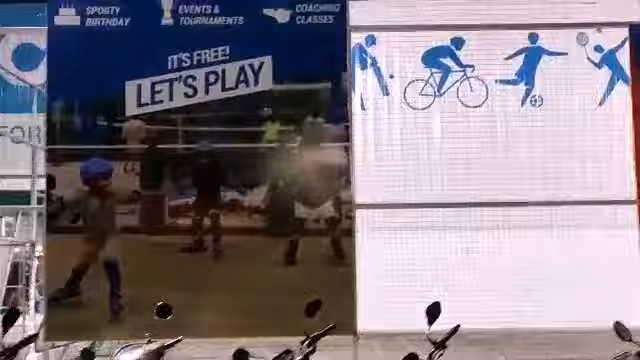 SPORTY
BIRTHDAY
EVENTS &
TOURNAMENTS
COACHING
CLASSES
IT'S FREE!
LET'S PLAY
FOR